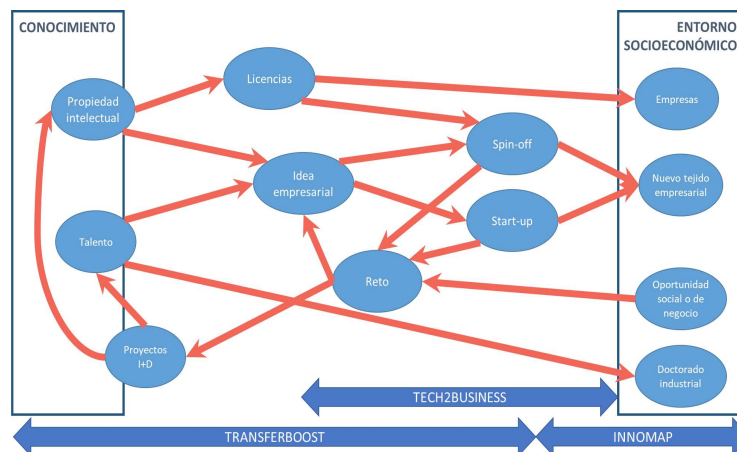 CONOCIMIENTO
ENTORNO
SOCIOECONÓMICO
Propiedad
intelectual
Licencias
Empresas
Spin-off
Idea
empresarial
Nuevo tejido
empresarial
Talento
Start-up
Reto
Oportunidad
social o de
negocio
Proyectos
I+D
Doctorado
industrial
TECH2BUSINESS
TRANSFERBOOST
INNOMAP